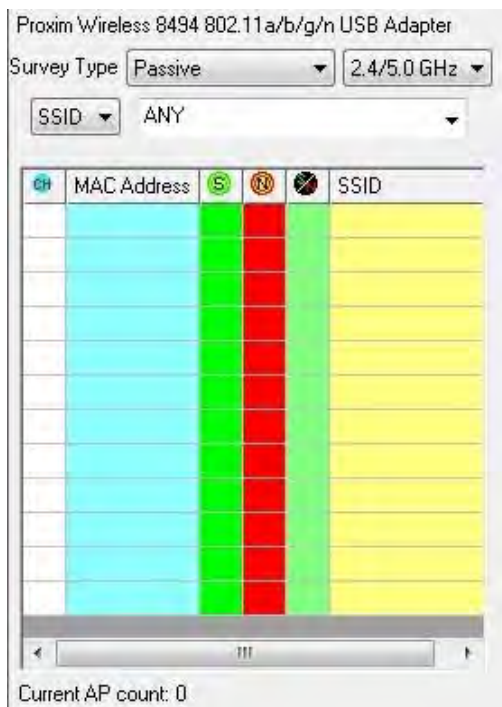 Proxim Wireless 8494 802.11a/b/g/n USB Adapter
Survey Type Passive 2.4/5.0 GHz
SSID ANY
CH MAC Address S N SSID
Current AP count: 0